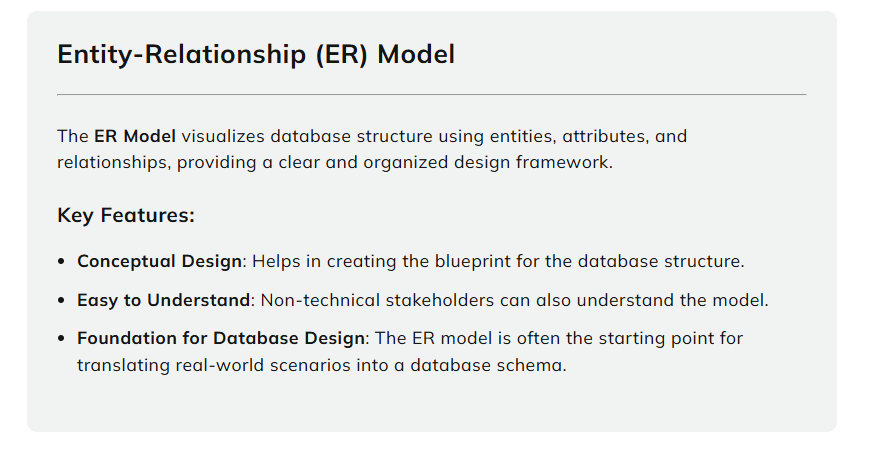 Entity-Relationship (ER) Model
The ER Model visualizes database structure using entities, attributes, and
relationships, providing a clear and organized design framework.
Key Features:
• Conceptual Design: Helps in creating the blueprint for the database structure.
• Easy to Understand: Non-technical stakeholders can also understand the model.
• Foundation for Database Design: The ER model is often the starting point for
translating real-world scenarios into a database schema.